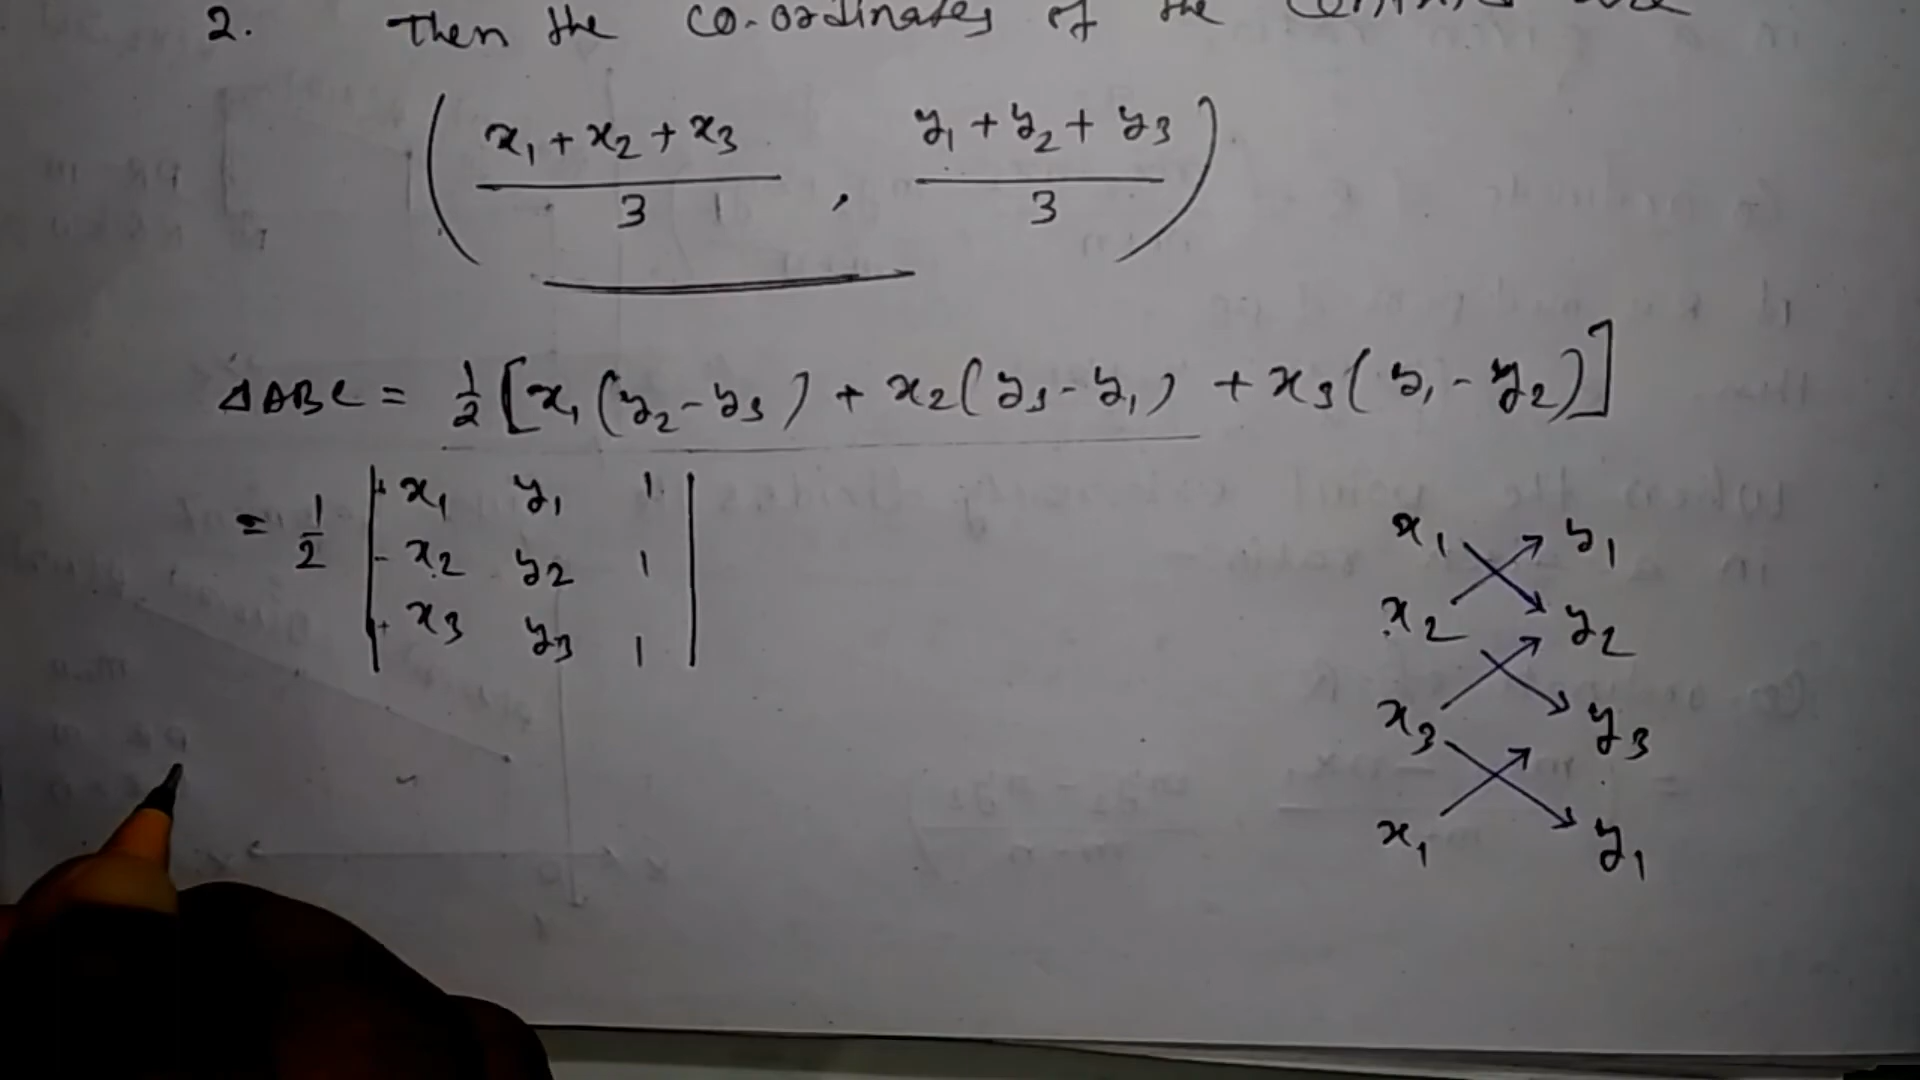 2. Then the co-ordinates of the
( x₁ + x₂ + x₃ / 3 , y₁ + y₂ + y₃ / 3 )
△ABC = 1/2 [x₁(y₂ - y₃) + x₂(y₃ - y₁) + x₃(y₁ - y₂)]
= 1/2 | + x₁ y₁ 1 |
| - x₂ y₂ 1 |
| + x₃ y₃ 1 |
x₁ y₁
x₂ y₂
x₃ y₃
x₁ y₁